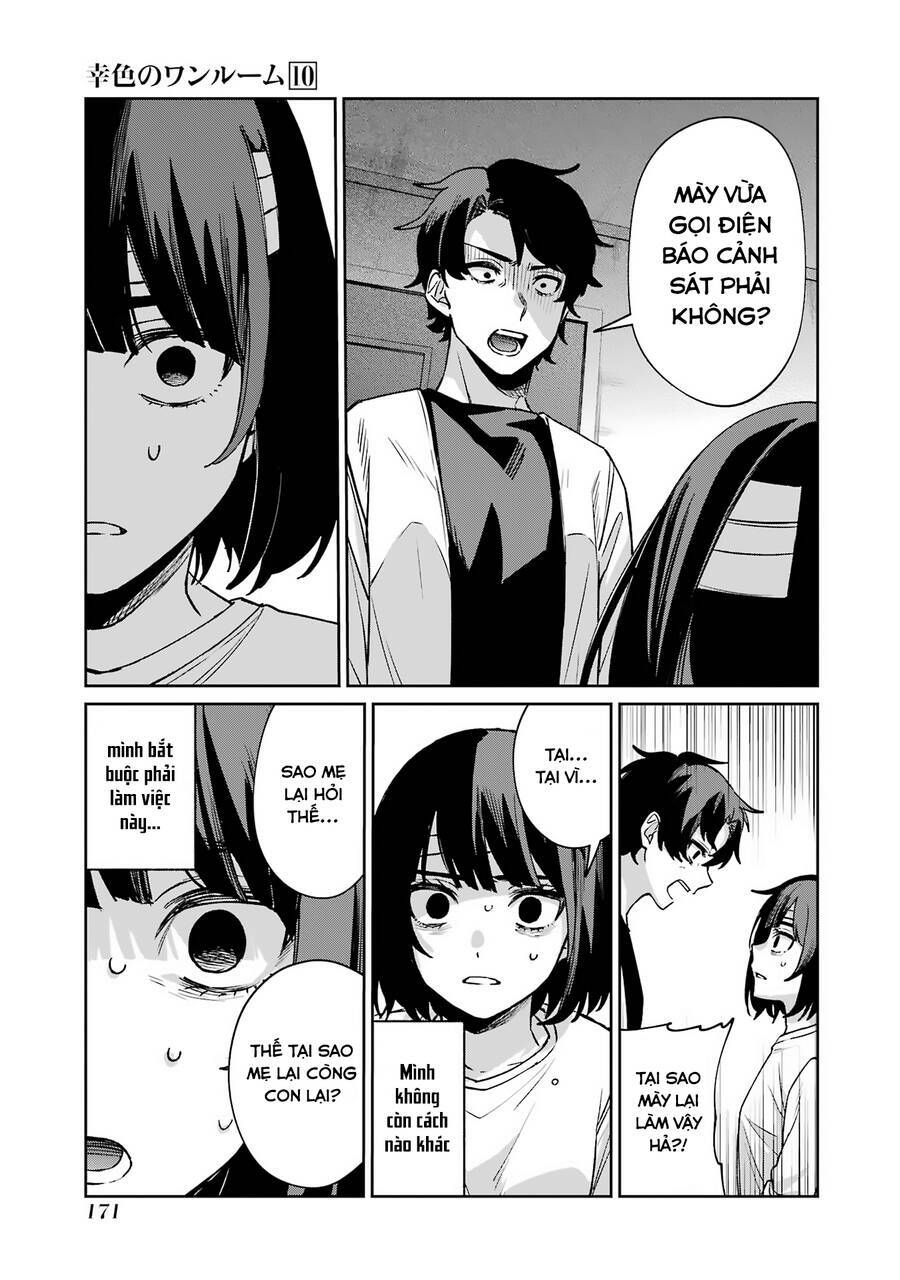 幸色のワンルーム10
MÀY VỪA
GỌI ĐIỆN
BÁO CẢNH
SÁT PHẢI
KHÔNG?
TẠI SAO
MÀY LẠI
LÀM VẬY
HẢ?!
TẠI...
TẠI VÌ...
Mình
không
còn cách
nào khác
SAO MẸ
LẠI HỎI
THẾ...
mình bắt
buộc phải
làm việc
này...
THẾ TẠI SAO
MẸ LẠI CÒNG
CON LẠI?
171